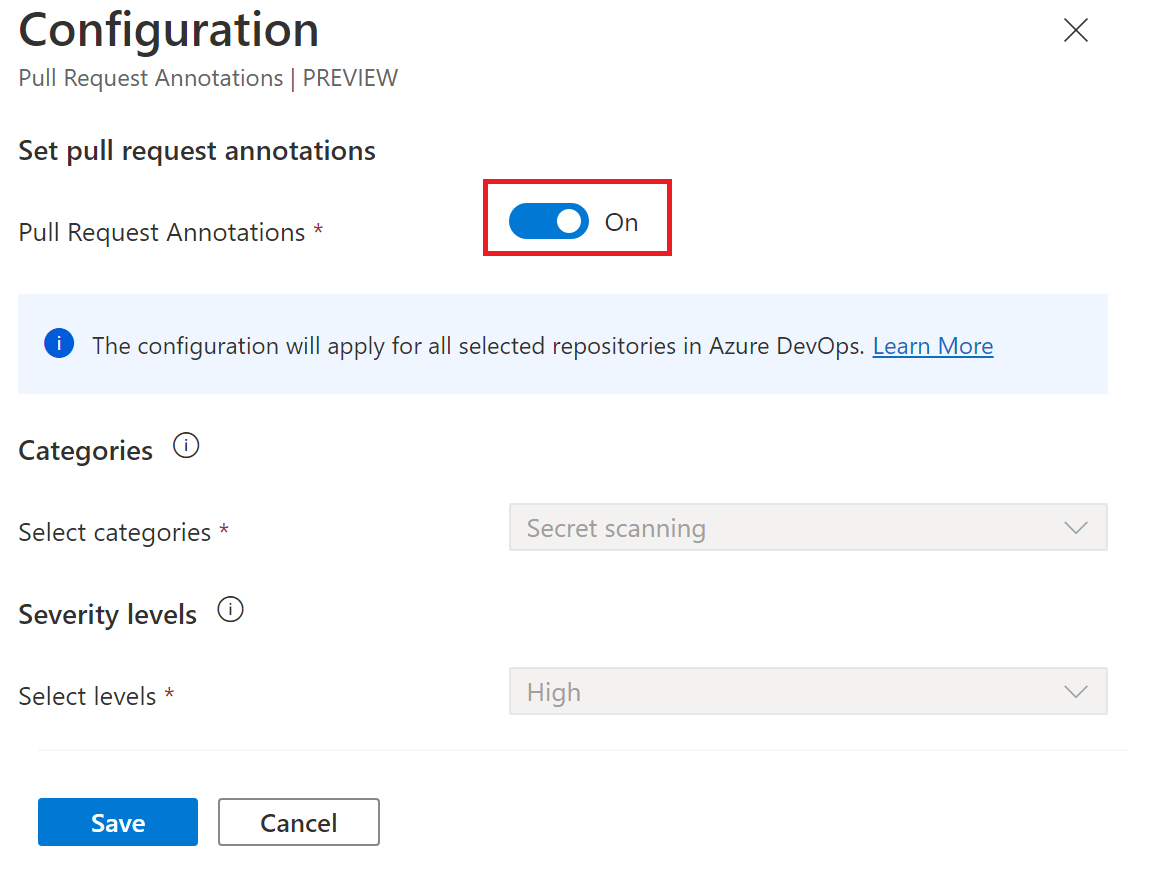 Configuration
Pull Request Annotations | PREVIEW
Set pull request annotations
Pull Request Annotations *
On
The configuration will apply for all selected repositories in Azure DevOps. Learn More
Categories
Select categories *
Secret scanning
Severity levels
Select levels *
High
Save
Cancel